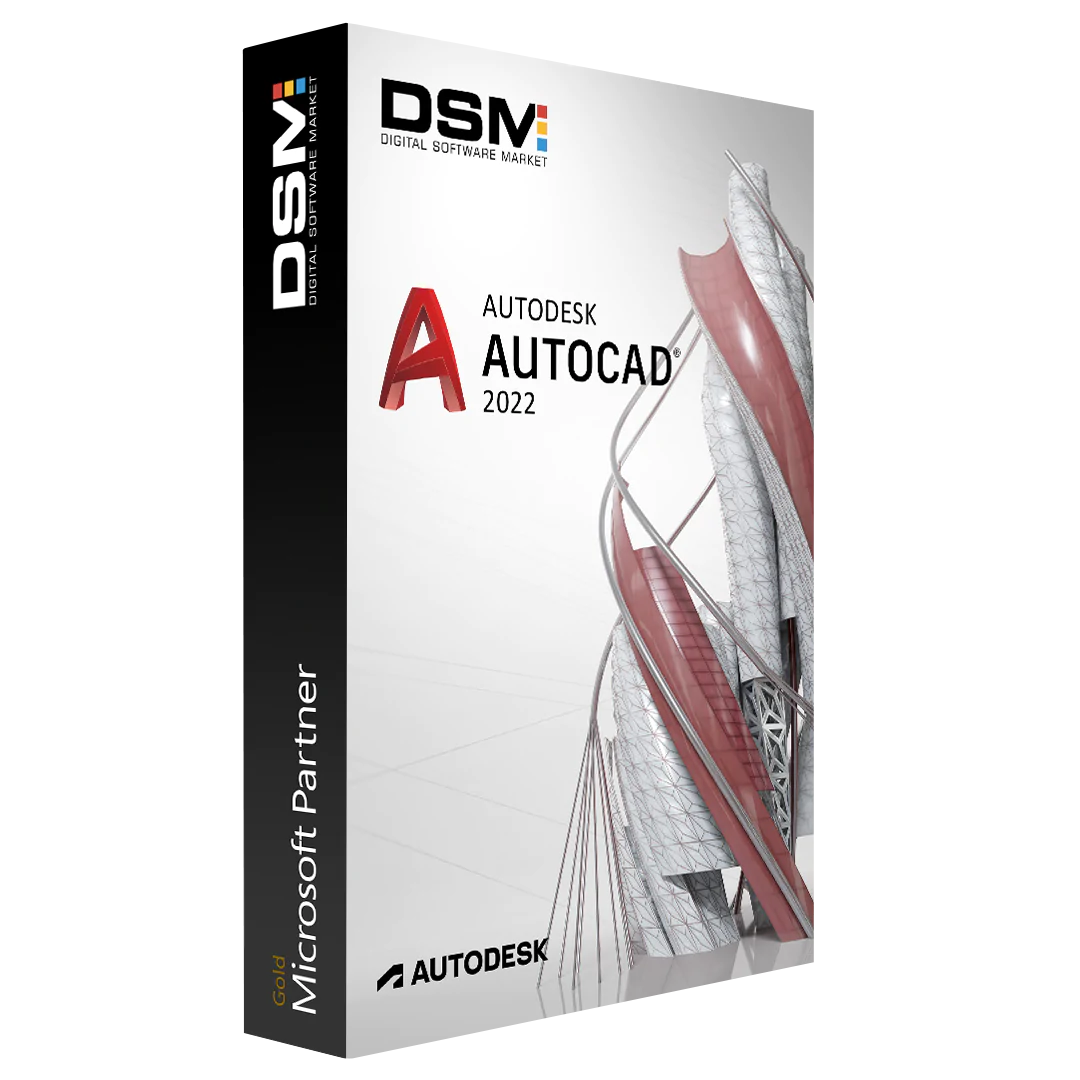 DSM
DIGITAL SOFTWARE MARKET
Gold
Microsoft Partner
DSM
DIGITAL SOFTWARE MARKET
AUTODESK
AUTOCAD®
2022
AUTODESK